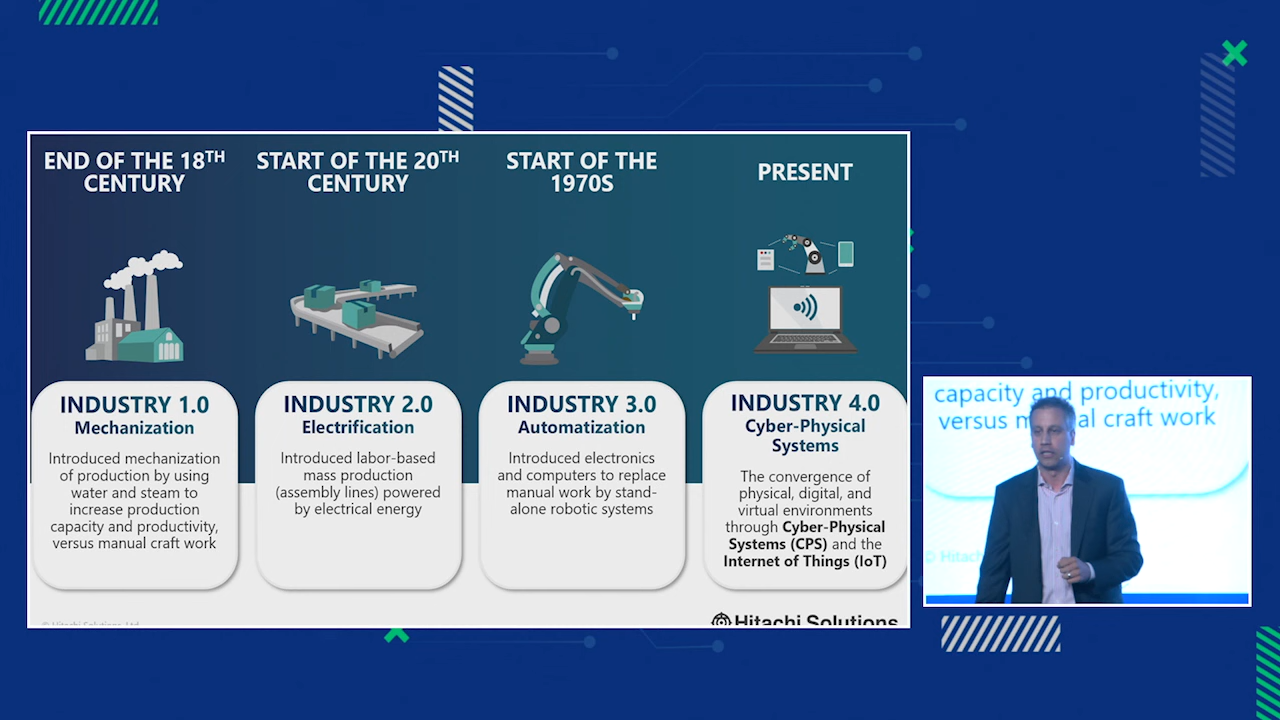 END OF THE 18TH
CENTURY
START OF THE 20TH
CENTURY
START OF THE
1970S
PRESENT
INDUSTRY 1.0
Mechanization
Introduced mechanization
of production by using
water and steam to
increase production
capacity and productivity,
versus manual craft work
INDUSTRY 2.0
Electrification
Introduced labor-based
mass production
(assembly lines) powered
by electrical energy
INDUSTRY 3.0
Automatization
Introduced electronics
and computers to replace
manual work by stand-
alone robotic systems
INDUSTRY 4.0
Cyber-Physical
Systems
The convergence of
physical, digital, and
virtual environments
through Cyber-Physical
Systems (CPS) and the
Internet of Things (IoT)
© Hitachi Solutions, Ltd
Hitachi Solutions
capacity and productivity,
versus m al craft work
© Hitach